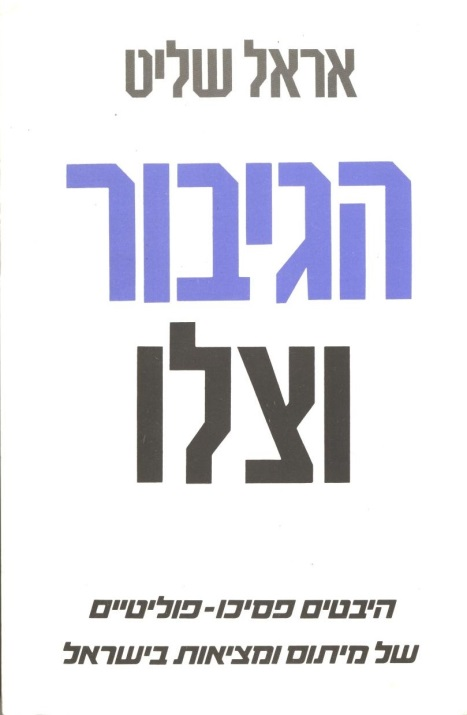 אראל שליט
הגיבור
וצלו
היבטים פסיכו-פוליטיים
של מיתוס ומציאות בישראל